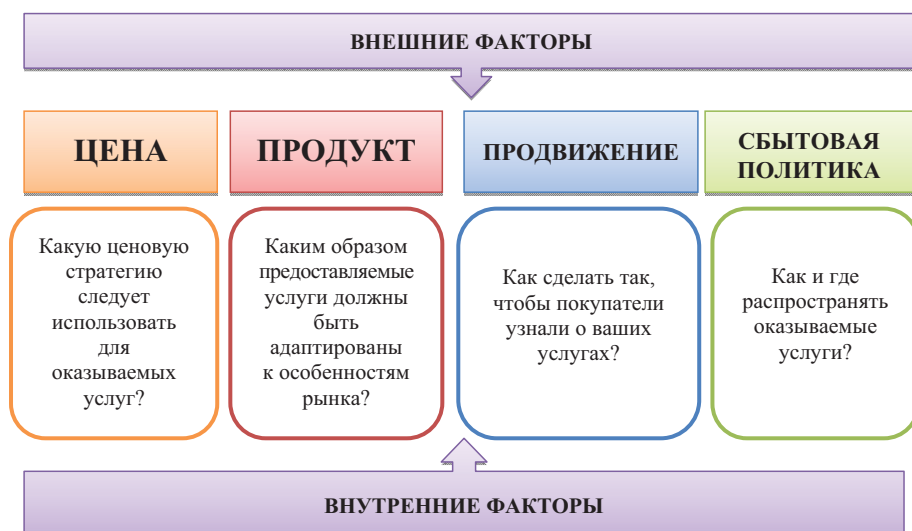 ВНЕШНИЕ ФАКТОРЫ
ЦЕНА
ПРОДУКТ
ПРОДВИЖЕНИЕ
СБЫТОВАЯ
ПОЛИТИКА
Какую ценовую
стратегию
следует
использовать
для
оказываемых
услуг?
Каким образом
предоставляемые
услуги должны
быть
адаптированы
к особенностям
рынка?
Как сделать так,
чтобы покупатели
узнали о ваших
услугах?
Как и где
распространять
оказываемые
услуги?
ВНУТРЕННИЕ ФАКТОРЫ